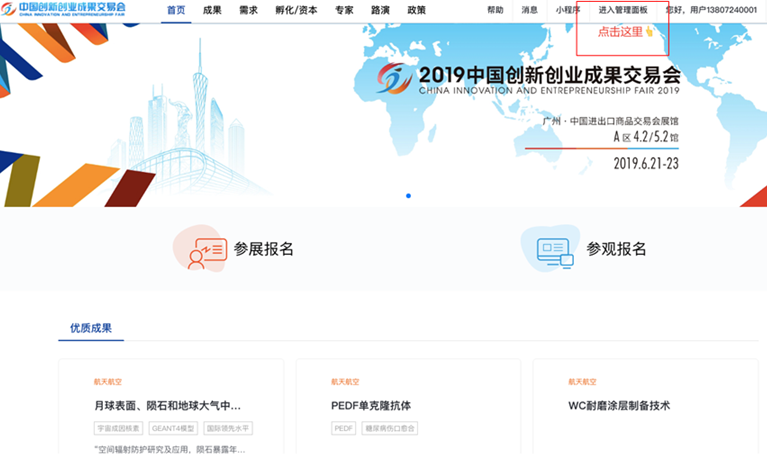 中国创新创业成果交易会
CHINA INNOVATION AND ENTREPRENEURSHIP FAIR
首页 成果 需求 孵化/资本 专家 路演 政策 帮助 消息 小程序 进入管理面板 您好，用户13807240001
点击这里
2019中国创新创业成果交易会
CHINA INNOVATION AND ENTREPRENEURSHIP FAIR 2019
广州·中国进出口商品交易会展馆
A 区 4.2/5.2 馆
2019.6.21-23
参展报名 参观报名
优质成果
航天航空 航天航空 航天航空
月球表面、陨石和地球大气中... PEDF单克隆抗体 WC耐磨涂层制备技术
宇宙成因核素 GEANT4模型 国际领先水平 PEDF 糖尿病伤口愈合
“空间辐射防护研究及应用，陨石暴露年...